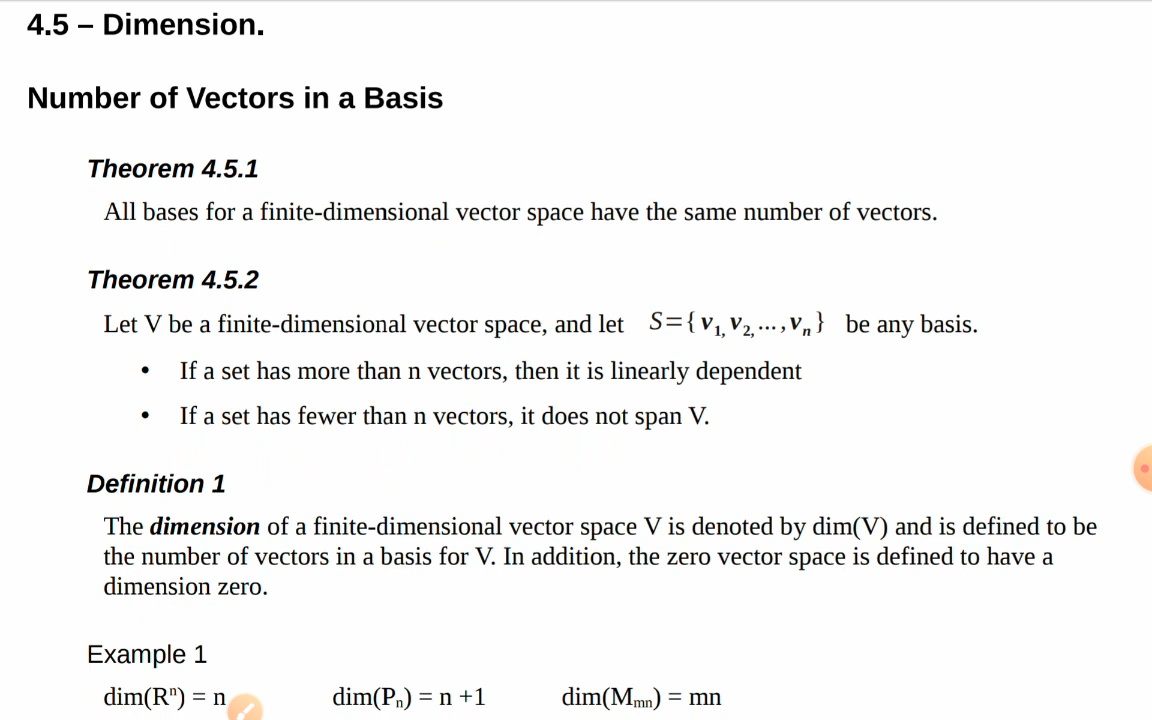 4.5 – Dimension.
Number of Vectors in a Basis
Theorem 4.5.1
All bases for a finite-dimensional vector space have the same number of vectors.
Theorem 4.5.2
Let V be a finite-dimensional vector space, and let S={v₁, v₂, ..., vₙ} be any basis.
• If a set has more than n vectors, then it is linearly dependent
• If a set has fewer than n vectors, it does not span V.
Definition 1
The dimension of a finite-dimensional vector space V is denoted by dim(V) and is defined to be
the number of vectors in a basis for V. In addition, the zero vector space is defined to have a
dimension zero.
Example 1
dim(Rⁿ) = n dim(Pₙ) = n +1 dim(Mₘₙ) = mn